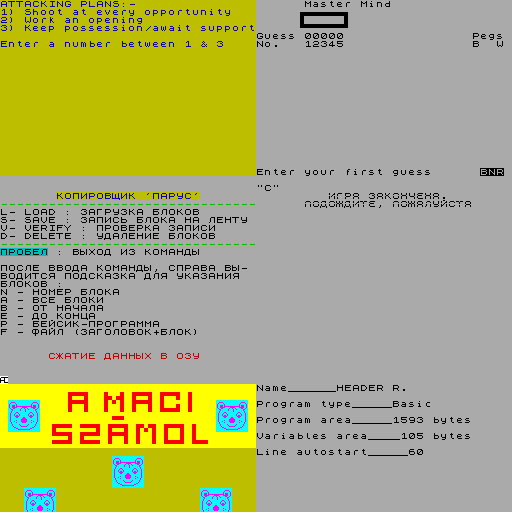 ATTACKING PLANS:-
1) Shoot at every opportunity
2) Work an opening
3) Keep possession/await support
Enter a number between 1 & 3
Master Mind
Guess 00000 Pegs
No. 12345 B W
Enter your first guess BNR
КОПИРОВЩИК 'ПАРУС'
L- LOAD : ЗАГРУЗКА БЛОКОВ
S- SAVE : ЗАПИСЬ БЛОКА НА ЛЕНТУ
V- VERIFY : ПРОВЕРКА ЗАПИСИ
D- DELETE : УДАЛЕНИЕ БЛОКОВ
ПРОБЕЛ : ВЫХОД ИЗ КОМАНДЫ
ПОСЛЕ ВВОДА КОМАНДЫ, СПРАВА ВЫ-
ВОДИТСЯ ПОДСКАЗКА ДЛЯ УКАЗАНИЯ
БЛОКОВ :
N - НОМЕР БЛОКА
A - ВСЕ БЛОКИ
B - ОТ НАЧАЛА
E - ДО КОНЦА
P - БЕЙСИК-ПРОГРАММА
F - ФАЙЛ (ЗАГОЛОВОК+БЛОК)
СЖАТИЕ ДАННЫХ В ОЗУ
"C"
ИГРА ЗАКОНЧЕНА.
ПОДОЖДИТЕ, ПОЖАЛУЙСТА
A MACI
SZÁMOL
Name______HEADER R.
Program type_____Basic
Program area_____1593 bytes
Variables area____105 bytes
Line autostart_____60